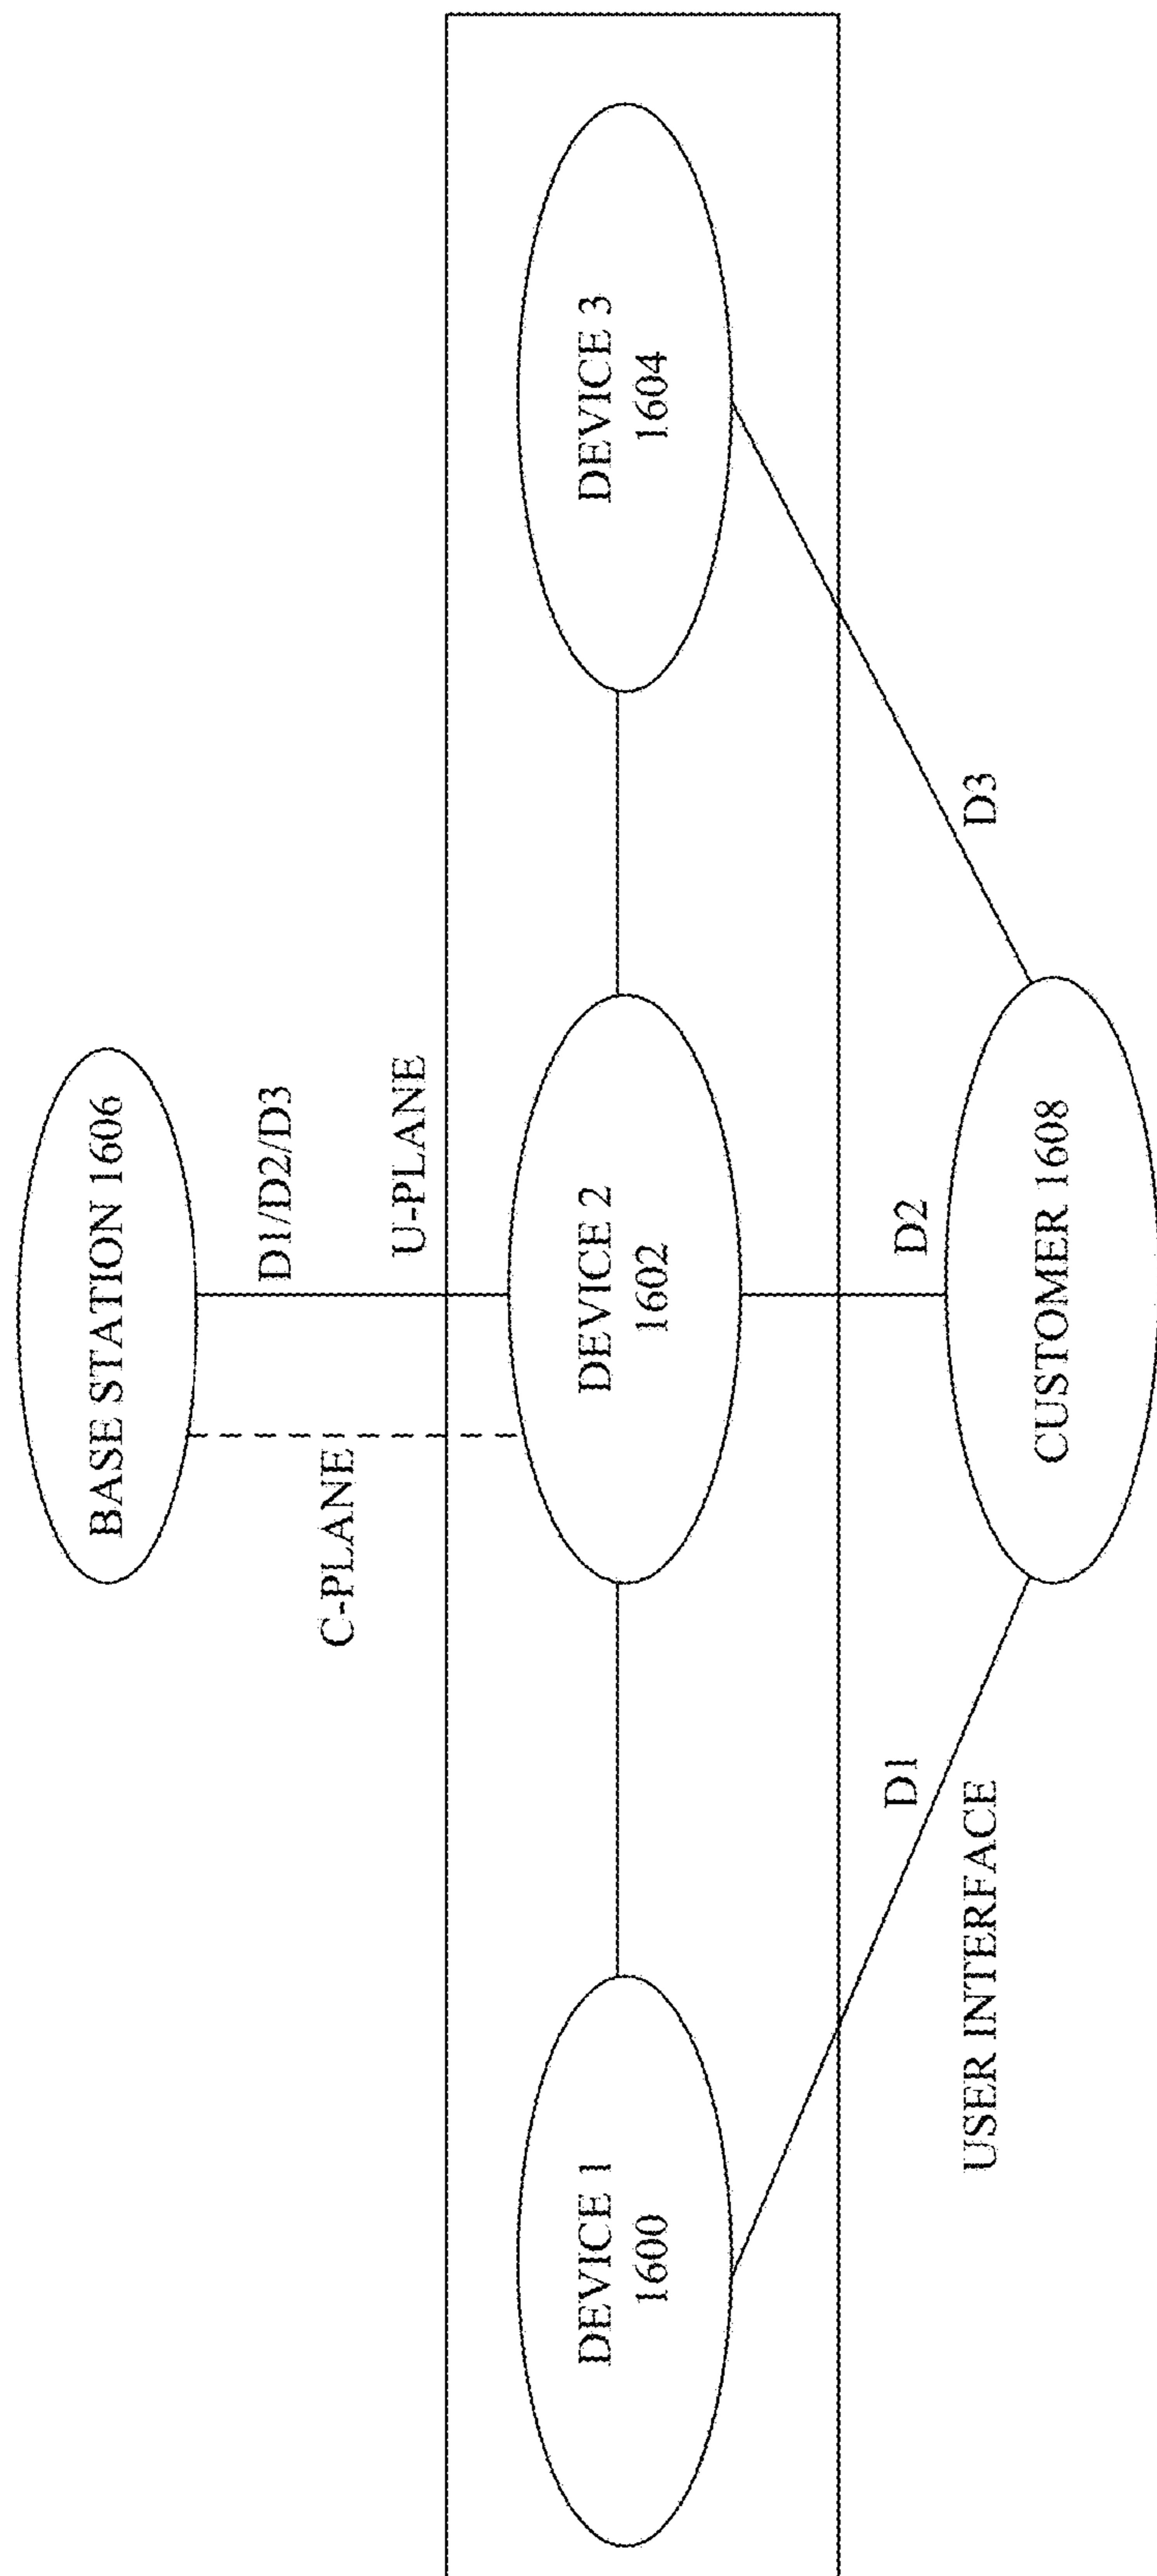 BASE STATION 1606
D1/D2/D3
C-PLANE
U-PLANE
DEVICE 1
1600
DEVICE 2
1602
DEVICE 3
1604
D1
D2
D3
USER INTERFACE
CUSTOMER 1608